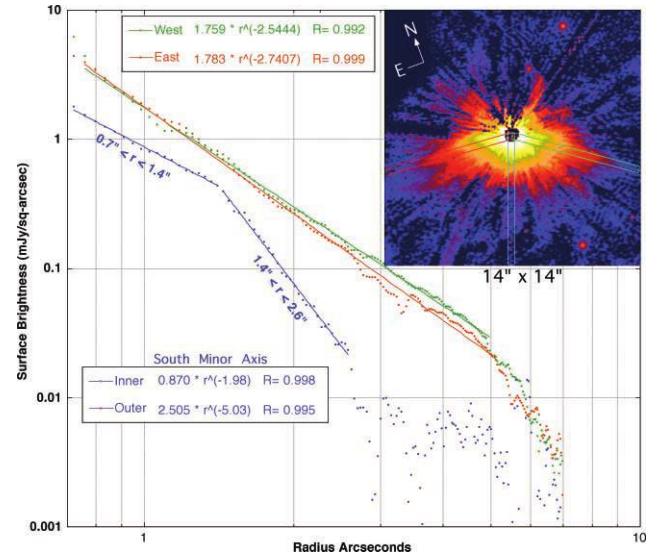 10
West 1.759 * r^(-2.5444) R= 0.992
East 1.783 * r^(-2.7407) R= 0.999
N
E
1
0.7" < r < 1.4"
14" x 14"
Surface Brightness (mJy/sq-arcsec)
0.1
1.4" < r < 2.6"
South Minor Axis
Inner 0.870 * r^(-1.98) R= 0.998
0.01
Outer 2.505 * r^(-5.03) R= 0.995
0.001
1
10
Radius Arcseconds